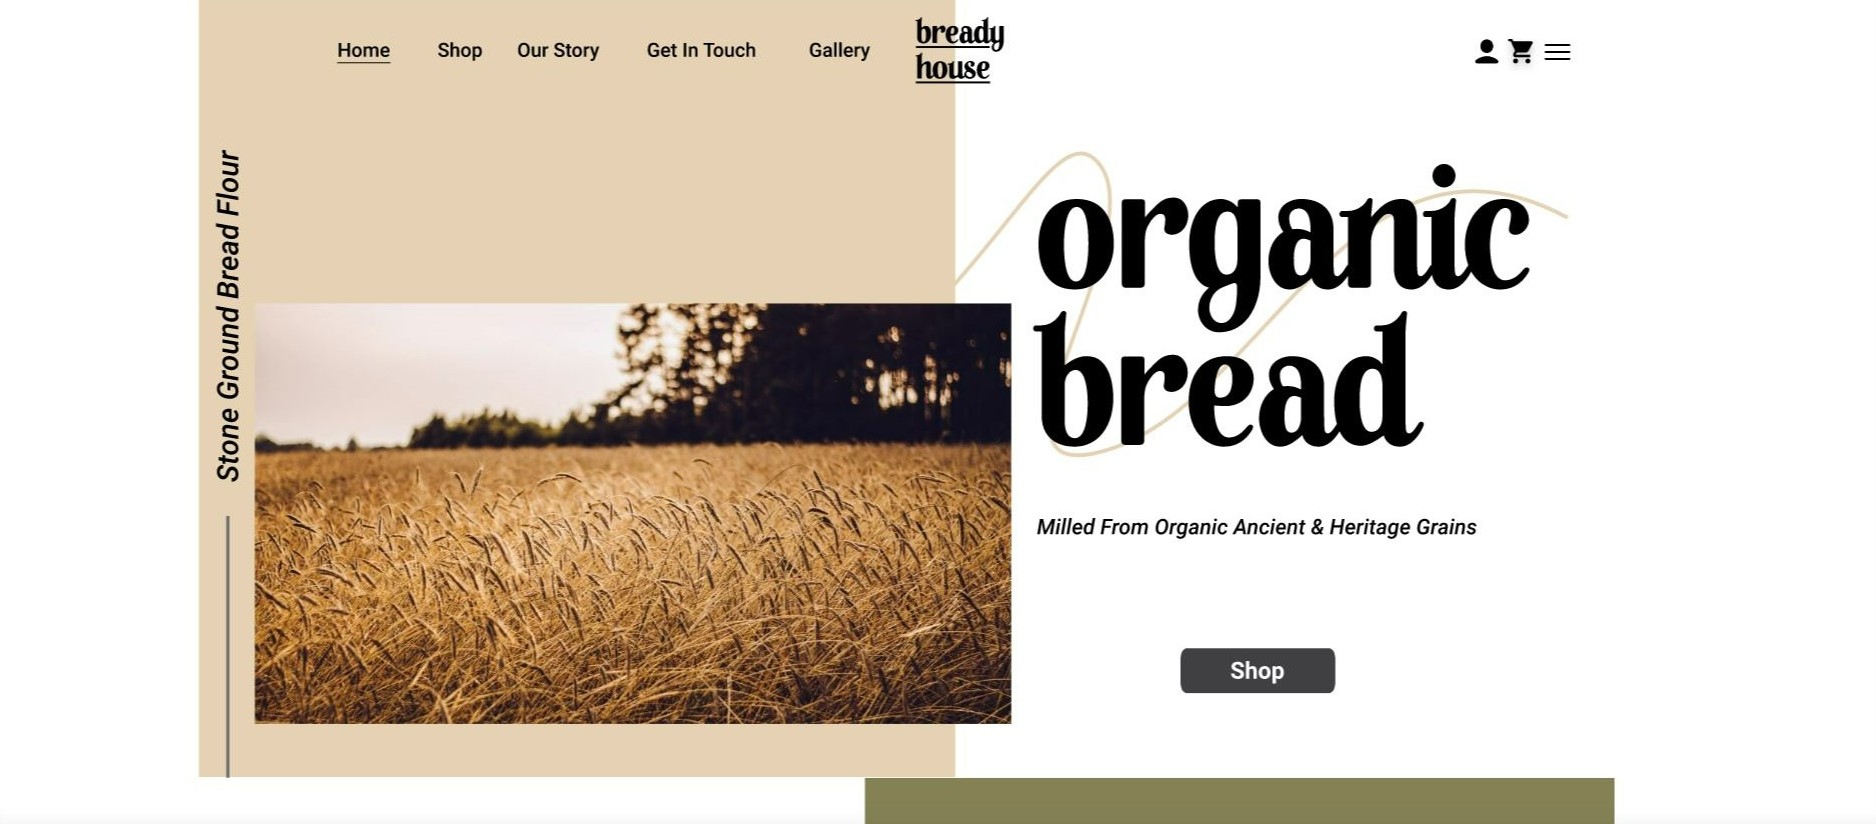 Home Shop Our Story Get In Touch Gallery
bready
house
Stone Ground Bread Flour
organic
bread
Milled From Organic Ancient & Heritage Grains
Shop